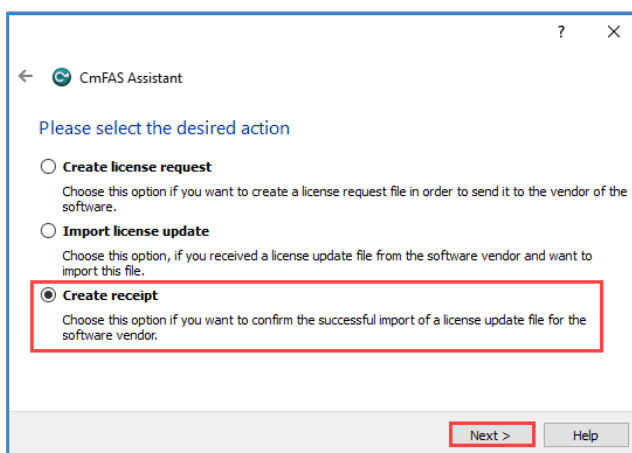 ?
CmFAS Assistant
Please select the desired action
Create license request
Choose this option if you want to create a license request file in order to send it to the vendor of the
software.
Import license update
Choose this option, if you received a license update file from the software vendor and want to
import this file.
Create receipt
Choose this option if you want to confirm the successful import of a license update file for the
software vendor.
Next >
Help